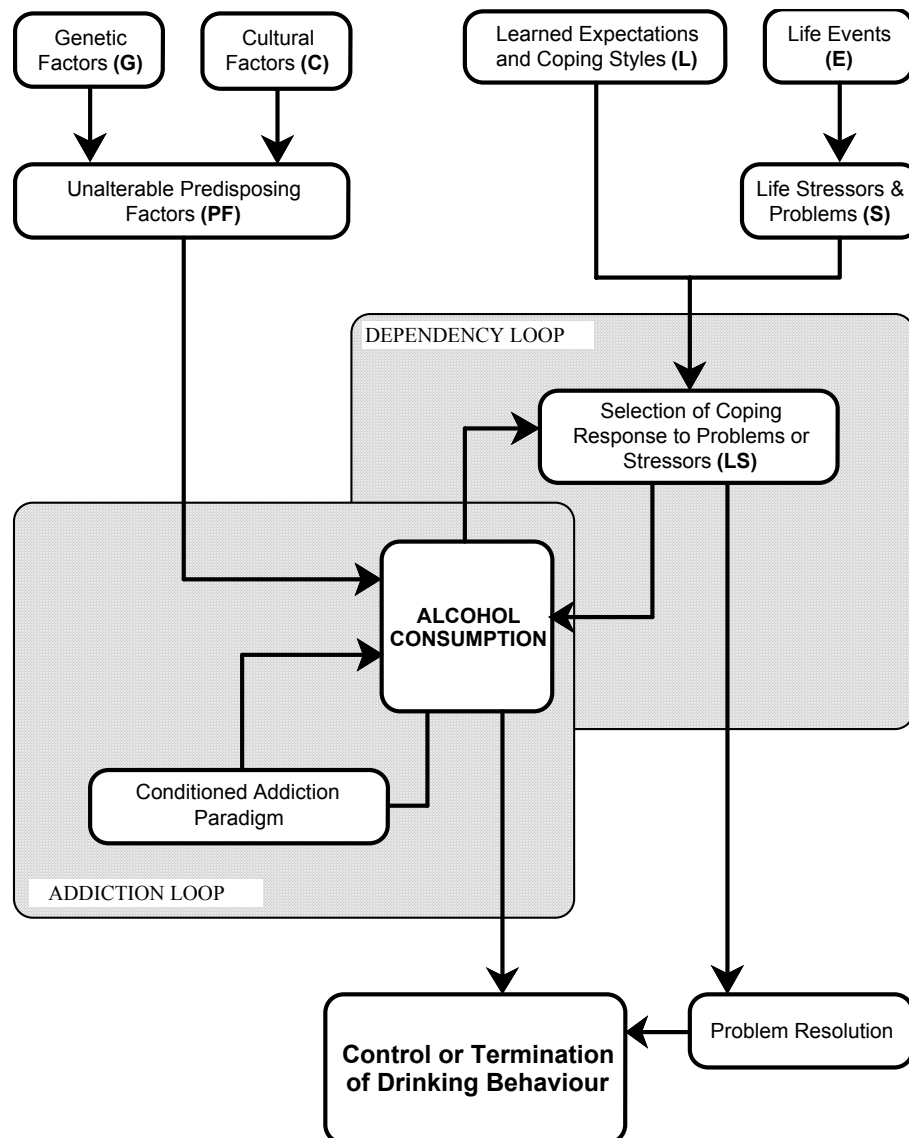 Genetic
Factors (G)
Cultural
Factors (C)
Learned Expectations
and Coping Styles (L)
Life Events
(E)
Unalterable Predisposing
Factors (PF)
Life Stressors &
Problems (S)
DEPENDENCY LOOP
Selection of Coping
Response to Problems or
Stressors (LS)
ALCOHOL
CONSUMPTION
Conditioned Addiction
Paradigm
ADDICTION LOOP
Control or Termination
of Drinking Behaviour
Problem Resolution